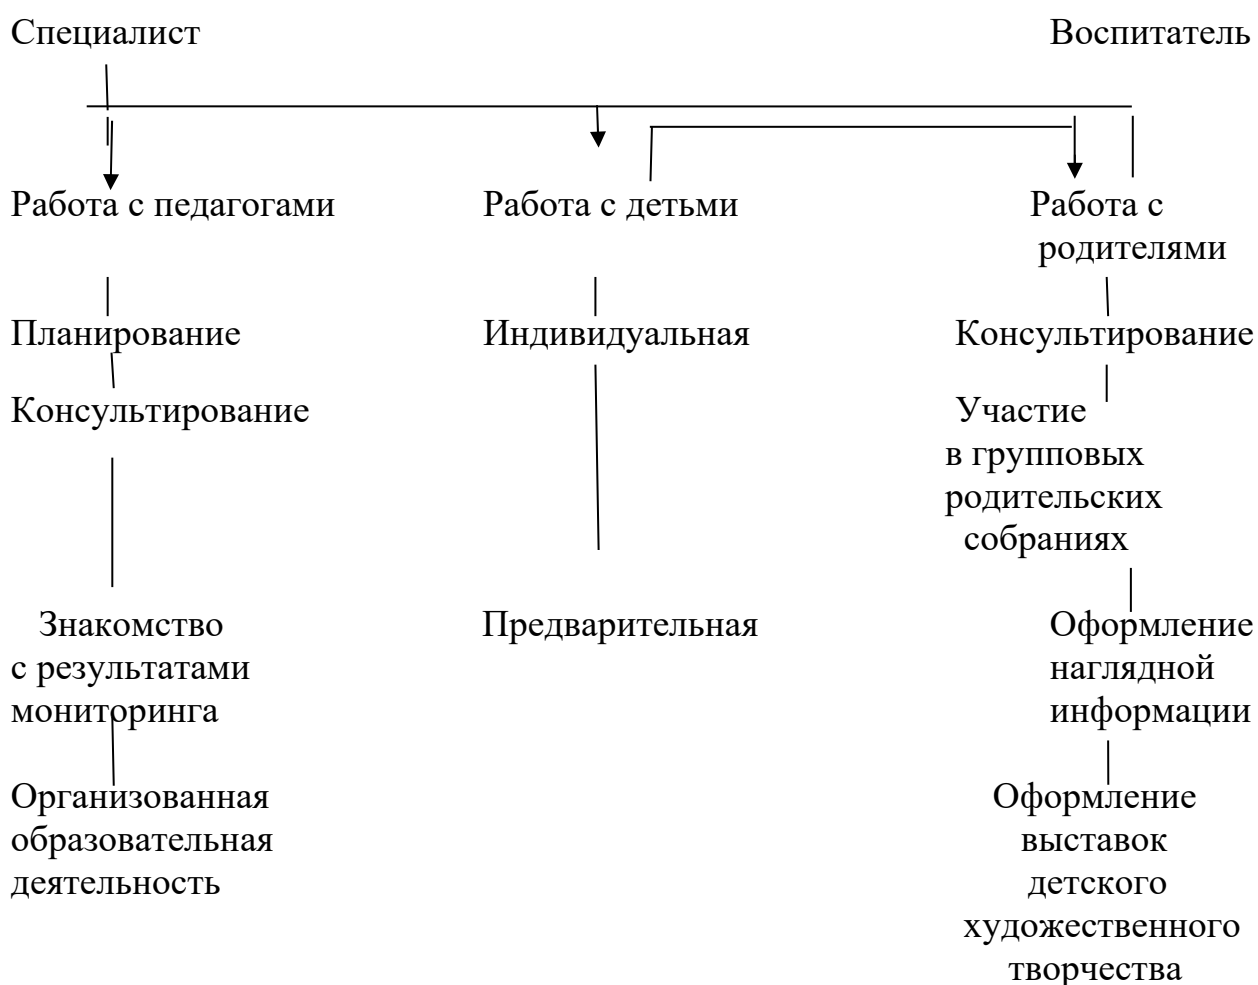 Специалист Воспитатель
Работа с педагогами Работа с детьми Работа с
родителями
Планирование Индивидуальная Консультирование
Консультирование Участие
в групповых
родительских
собраниях
Знакомство Предварительная Оформление
с результатами наглядной
мониторинга информации
Организованная Оформление
образовательная выставок
деятельность детского
художественного
творчества